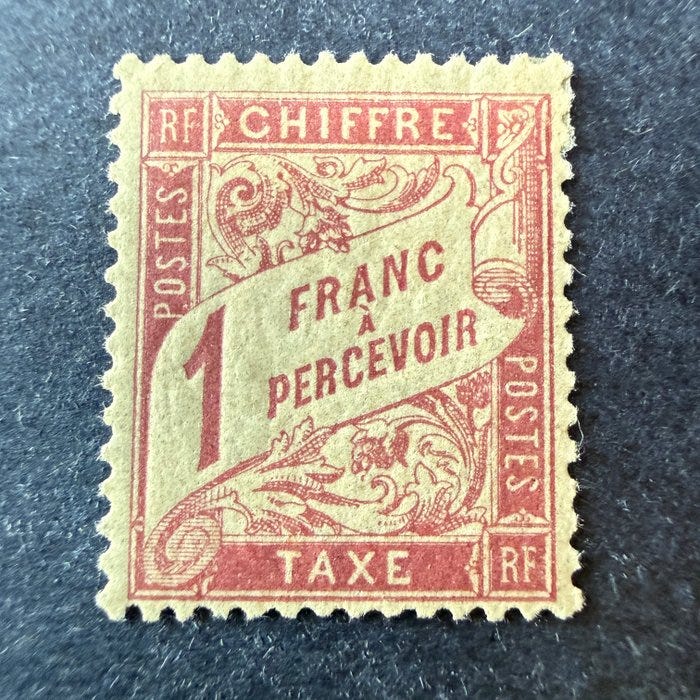 RF CHIFFRE
POSTES
1 FRANC
À
PERCEVOIR
POSTES
TAXE RF